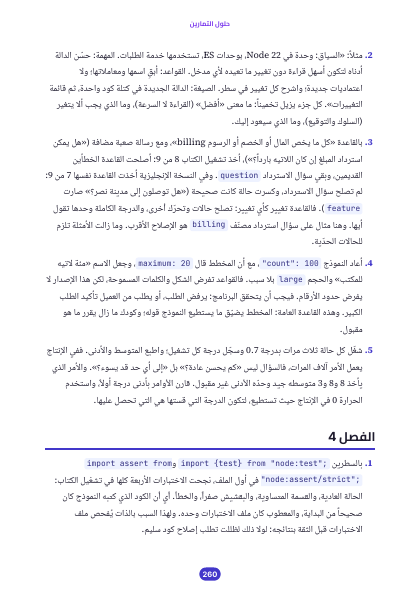 حلول التمارين
2. مثلاً: «السياق: وحدة في Node 22، بوحدات ES، تستخدمها خدمة الطلبات. المهمة: حسّن الدالة
أدناه لتكون أسهل قراءة دون تغيير ما تعيده لأي مدخل. القواعد: أبقِ اسمها ومعاملاتها؛ ولا
اعتماديات جديدة؛ واشرح كل تغيير في سطر. الصيغة: الدالة الجديدة في كتلة كود واحدة، ثم قائمة
التغييرات». كل جزء يزيل تخميناً: ما معنى «أفضل» (القراءة لا السرعة)، وما الذي يجب ألا يتغير
(السلوك والتوقيع)، وما الذي سيعود إليك.
3. بالقاعدة «كل ما يخص المال أو الخصم أو الرسوم billing»، ومع رسالة صعبة مضافة («هل يمكن
استرداد المبلغ إن كان اللاتيه بارداً؟»)، أخذ تشغيل الكتاب 8 من 9: أصلحت القاعدة الخطأين
القديمين، وبقي سؤال الاسترداد question. وفي النسخة الإنجليزية أخذت القاعدة نفسها 7 من 9:
لم تصلح سؤال الاسترداد، وكسرت حالة كانت صحيحة («هل توصلون إلى مدينة نصر؟» صارت
feature). فالقاعدة تغيير كأي تغيير: تصلح حالات وتحرّك أخرى، والدرجة الكاملة وحدها تقول
أيها. وهنا مثال على سؤال استرداد مصنّف billing هو الإصلاح الأقرب. وما زالت الأمثلة تلزم
للحالات الحدّية.
4. أعاد النموذج "count": 100، مع أن المخطط قال maximum: 20، وجعل الاسم «مئة لاتيه
للمكتب» والحجم large بلا سبب. فالقواعد تفرض الشكل والكلمات المسموحة، لكن هذا الإصدار لا
يفرض حدود الأرقام. فيجب أن يتحقق البرنامج: يرفض الطلب، أو يطلب من العميل تأكيد الطلب
الكبير. وهذه القاعدة العامة: المخطط يضيّق ما يستطيع النموذج قوله؛ وكودك ما زال يقرر ما هو
مقبول.
5. شغّل كل حالة ثلاث مرات بدرجة 0.7 وسجّل درجة كل تشغيل؛ واطبع المتوسط والأدنى. ففي الإنتاج
يعمل الأمر آلاف المرات، فالسؤال ليس «كم يحسن عادة؟» بل «إلى أي حد قد يسوء؟». والأمر الذي
يأخذ 8 و8 و3 متوسطه جيد وحدّه الأدنى غير مقبول. قارن الأوامر بأدنى درجة أولاً، واستخدم
الحرارة 0 في الإنتاج حيث تستطيع، لتكون الدرجة التي قستها هي التي تحصل عليها.
الفصل 4
1. بالسطرين import {test} from "node:test"; وimport assert from
"node:assert/strict"; في أول الملف، نجحت الاختبارات الأربعة كلها في تشغيل الكتاب:
الحالة العادية، والقسمة المتساوية، والبقشيش صفراً، والخطأ. أي أن الكود الذي كتبه النموذج كان
صحيحاً من البداية، والمعطوب كان ملف الاختبارات وحده. ولهذا السبب بالذات يُفحص ملف
الاختبارات قبل الثقة بنتائجه: لولا ذلك لظللت تطلب إصلاح كود سليم.
260